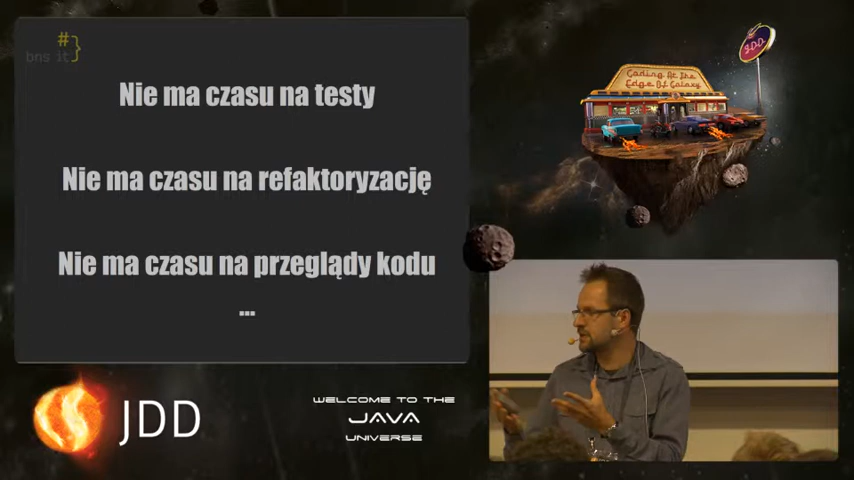 #}
bns it
Nie ma czasu na testy
Nie ma czasu na refaktoryzację
Nie ma czasu na przeglądy kodu
...
Coding At The
Edge Of Galaxy
JDD
JDD
WELCOME TO THE
JAVA
UNIVERSE